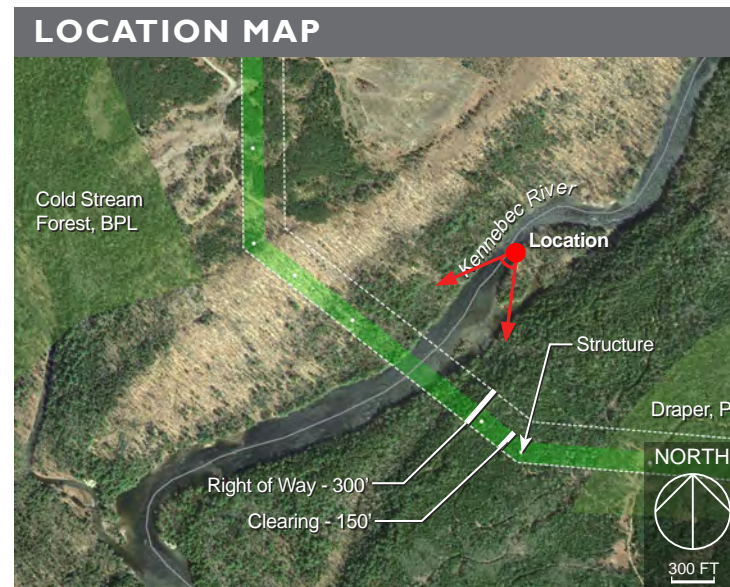 LOCATION MAP
Cold Stream
Forest, BPL
Kennebec River
Location
Structure
Draper, P
Right of Way - 300'
Clearing - 150'
NORTH
300 FT